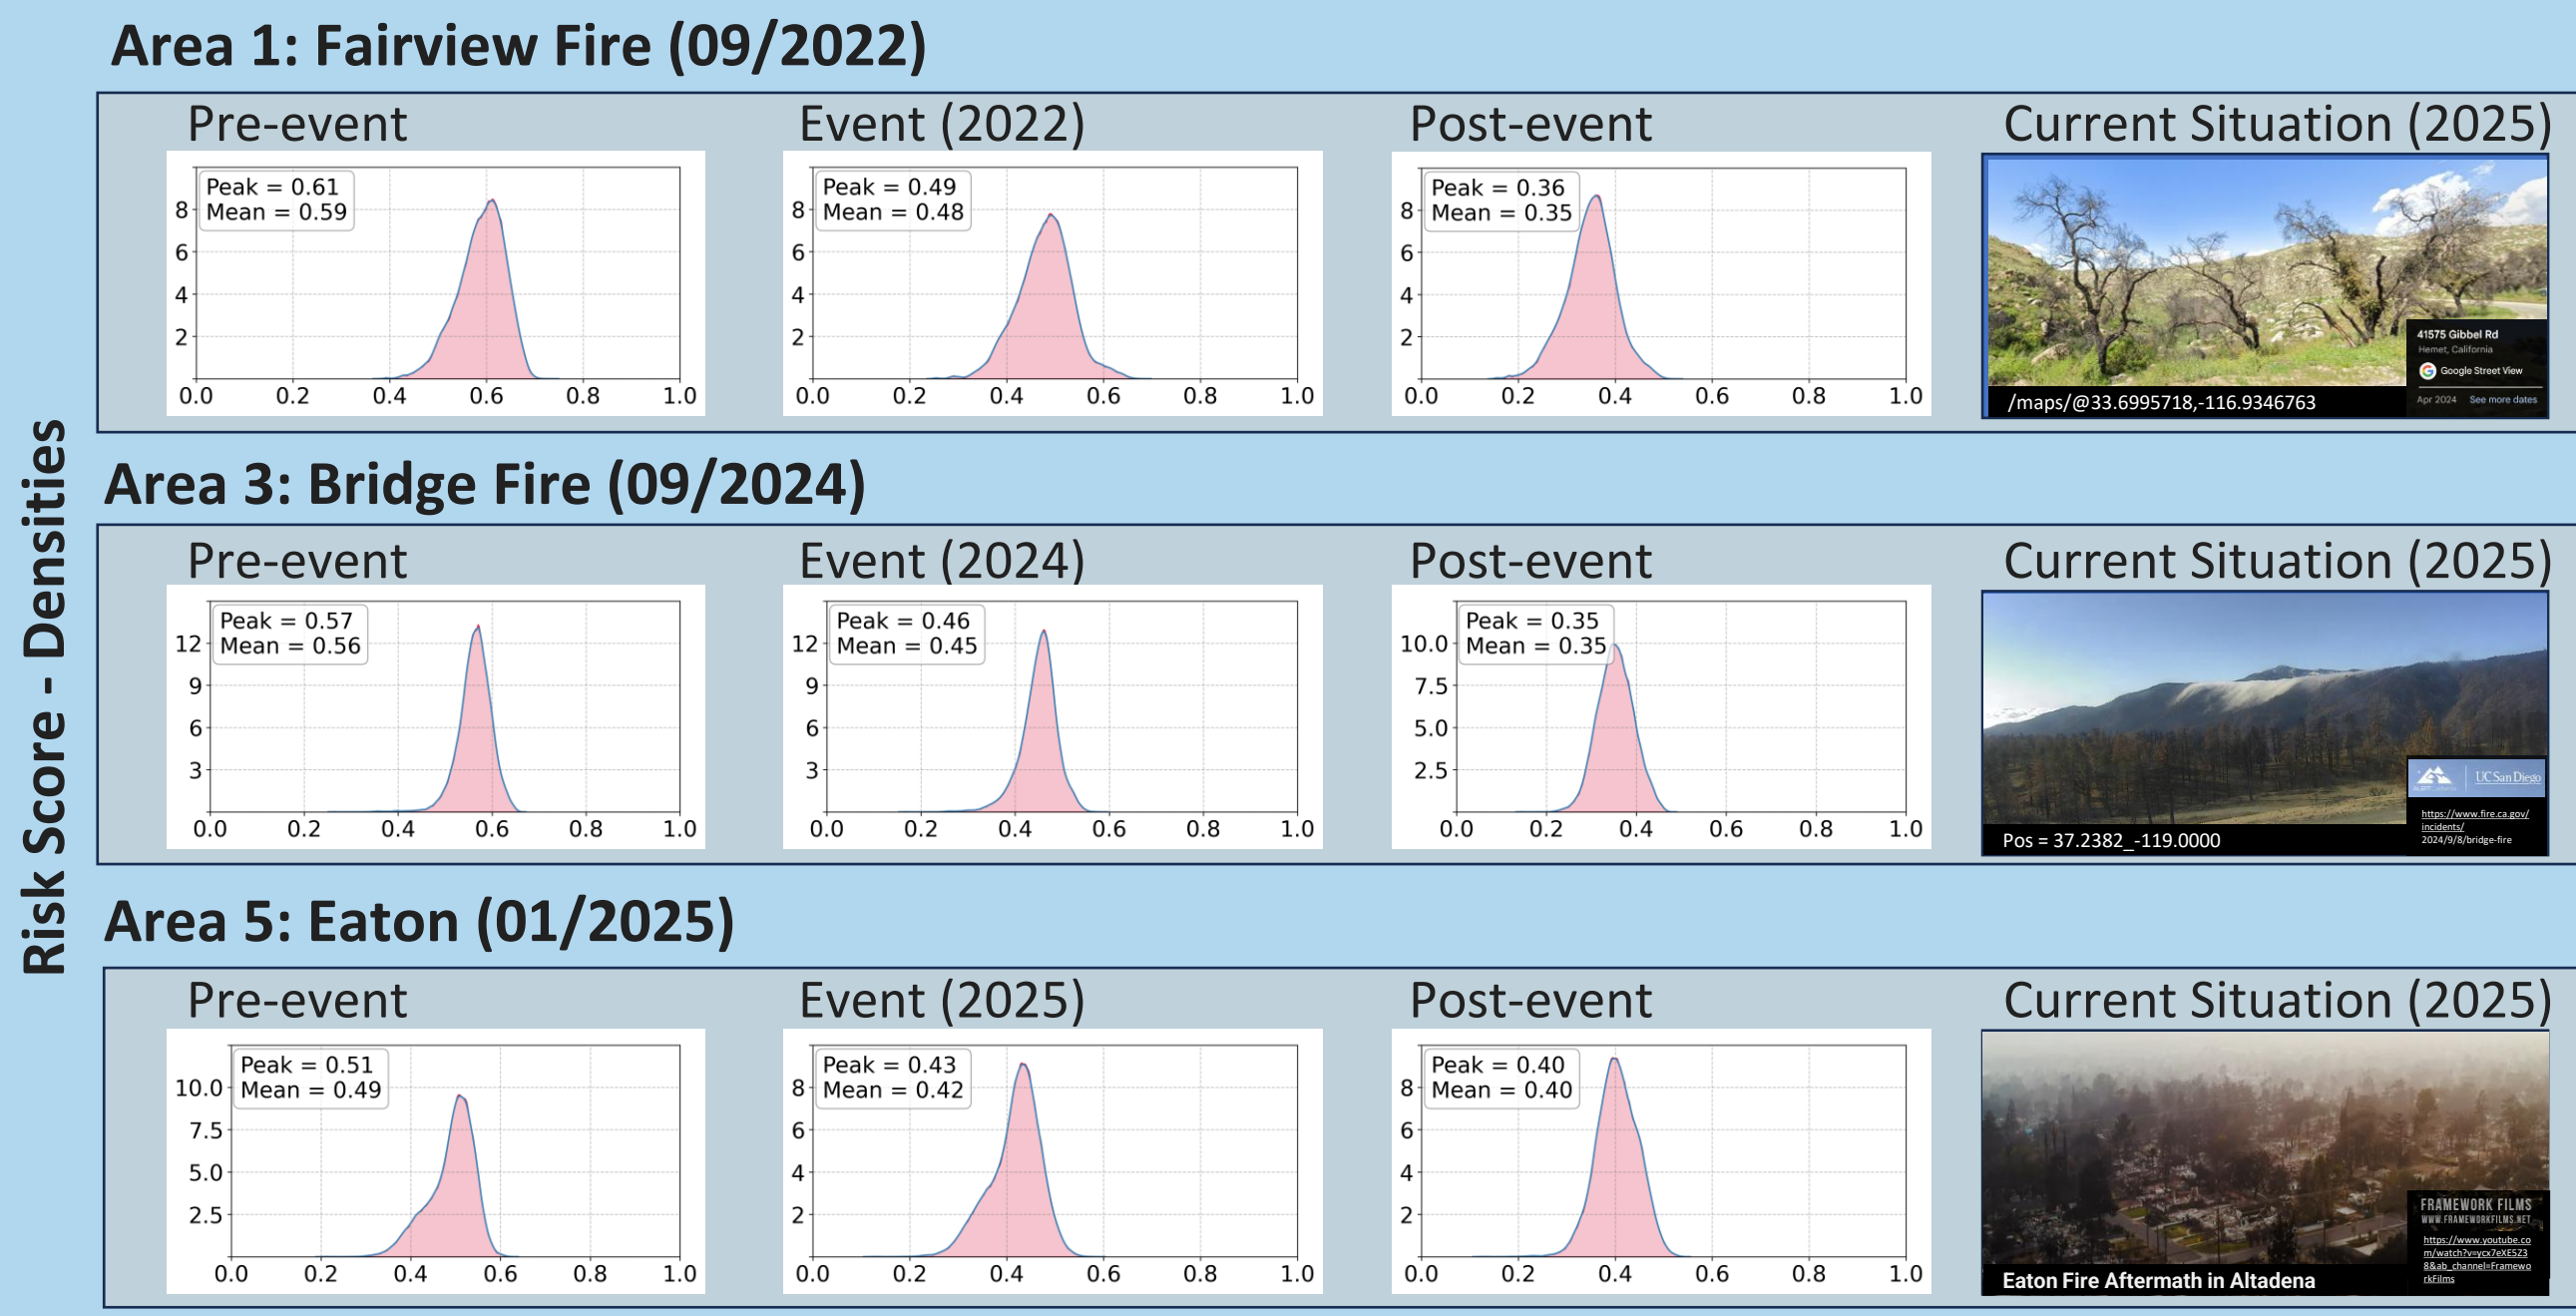 Risk Score - Densities
Area 1: Fairview Fire (09/2022)
Pre-event
Peak = 0.61
Mean = 0.59
8
6
4
2
0.0 0.2 0.4 0.6 0.8 1.0
Event (2022)
Peak = 0.49
Mean = 0.48
8
6
4
2
0.0 0.2 0.4 0.6 0.8 1.0
Post-event
Peak = 0.36
Mean = 0.35
8
6
4
2
0.0 0.2 0.4 0.6 0.8 1.0
Current Situation (2025)
41575 Gibbel Rd
Hemet, California
Google Street View
Apr 2024 See more dates
/maps/@33.6995718,-116.9346763
Area 3: Bridge Fire (09/2024)
Pre-event
Peak = 0.57
Mean = 0.56
12
9
6
3
0.0 0.2 0.4 0.6 0.8 1.0
Event (2024)
Peak = 0.46
Mean = 0.45
12
9
6
3
0.0 0.2 0.4 0.6 0.8 1.0
Post-event
Peak = 0.35
Mean = 0.35
10.0
7.5
5.0
2.5
0.0 0.2 0.4 0.6 0.8 1.0
Current Situation (2025)
UC San Diego
https://www.fire.ca.gov/
incidents/
2024/9/8/bridge-fire
Pos = 37.2382_-119.0000
Area 5: Eaton (01/2025)
Pre-event
Peak = 0.51
Mean = 0.49
10.0
7.5
5.0
2.5
0.0 0.2 0.4 0.6 0.8 1.0
Event (2025)
Peak = 0.43
Mean = 0.42
8
6
4
2
0.0 0.2 0.4 0.6 0.8 1.0
Post-event
Peak = 0.40
Mean = 0.40
8
6
4
2
0.0 0.2 0.4 0.6 0.8 1.0
Current Situation (2025)
FRAMEWORK FILMS
WWW.FRAMEWORKFILMS.NET
https://www.youtube.co
m/watch?v=ycx7eXE5Z3
8&ab_channel=Framewo
rkFilms
Eaton Fire Aftermath in Altadena